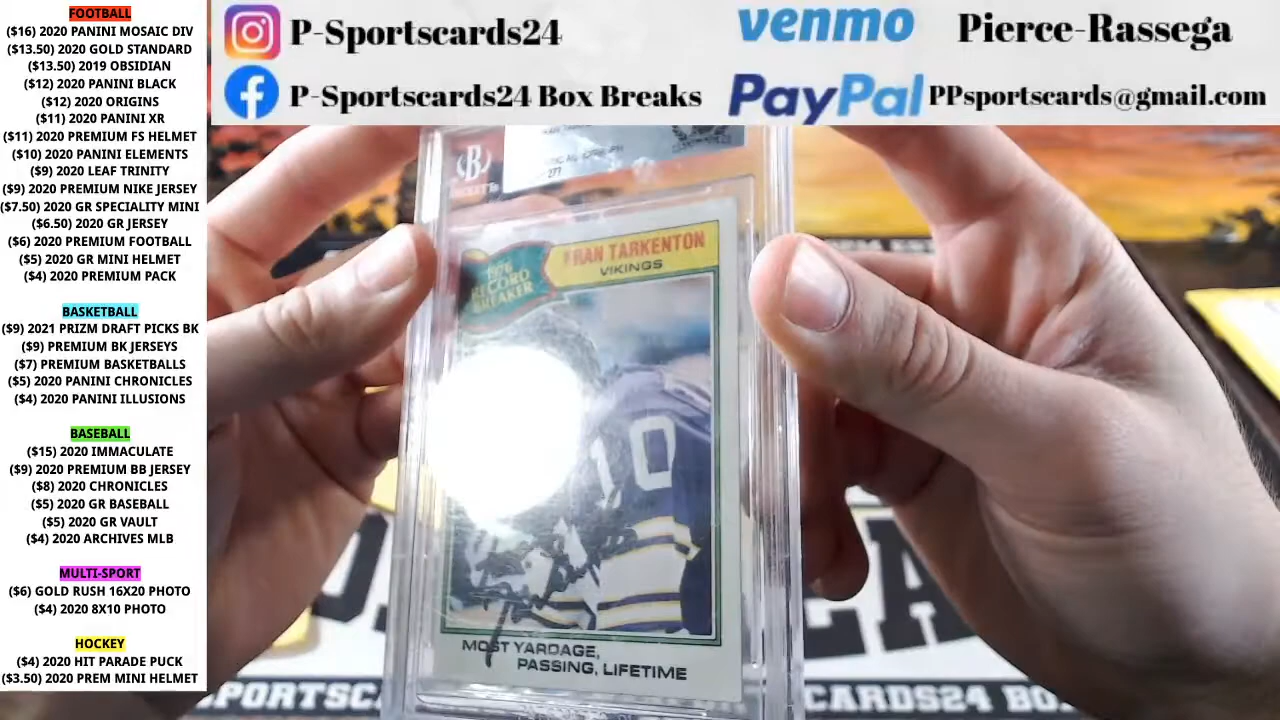 FOOTBALL
($16) 2020 PANINI MOSAIC DIV
($13.50) 2020 GOLD STANDARD
($13.50) 2019 OBSIDIAN
($12) 2020 PANINI BLACK
($12) 2020 ORIGINS
($11) 2020 PANINI XR
($11) 2020 PREMIUM FS HELMET
($10) 2020 PANINI ELEMENTS
($9) 2020 LEAF TRINITY
($9) 2020 PREMIUM NIKE JERSEY
($7.50) 2020 GR SPECIALITY MINI
($6.50) 2020 GR JERSEY
($6) 2020 PREMIUM FOOTBALL
($5) 2020 GR MINI HELMET
($4) 2020 PREMIUM PACK
BASKETBALL
($9) 2021 PRIZM DRAFT PICKS BK
($9) PREMIUM BK JERSEYS
($7) PREMIUM BASKETBALLS
($5) 2020 PANINI CHRONICLES
($4) 2020 PANINI ILLUSIONS
BASEBALL
($15) 2020 IMMACULATE
($9) 2020 PREMIUM BB JERSEY
($8) 2020 CHRONICLES
($5) 2020 GR BASEBALL
($5) 2020 GR VAULT
($4) 2020 ARCHIVES MLB
MULTI-SPORT
($6) GOLD RUSH 16X20 PHOTO
($4) 2020 8X10 PHOTO
HOCKEY
($4) 2020 HIT PARADE PUCK
($3.50) 2020 PREM MINI HELMET
P-Sportscards24
P-Sportscards24 Box Breaks
venmo Pierce-Rassega
PayPal PPsportscards@gmail.com
B
277
1976
RECORD
BREAKER
FRAN TARKENTON
VIKINGS
10
MOST YARDAGE,
PASSING, LIFETIME
SPORTSC
CARDS24 BO